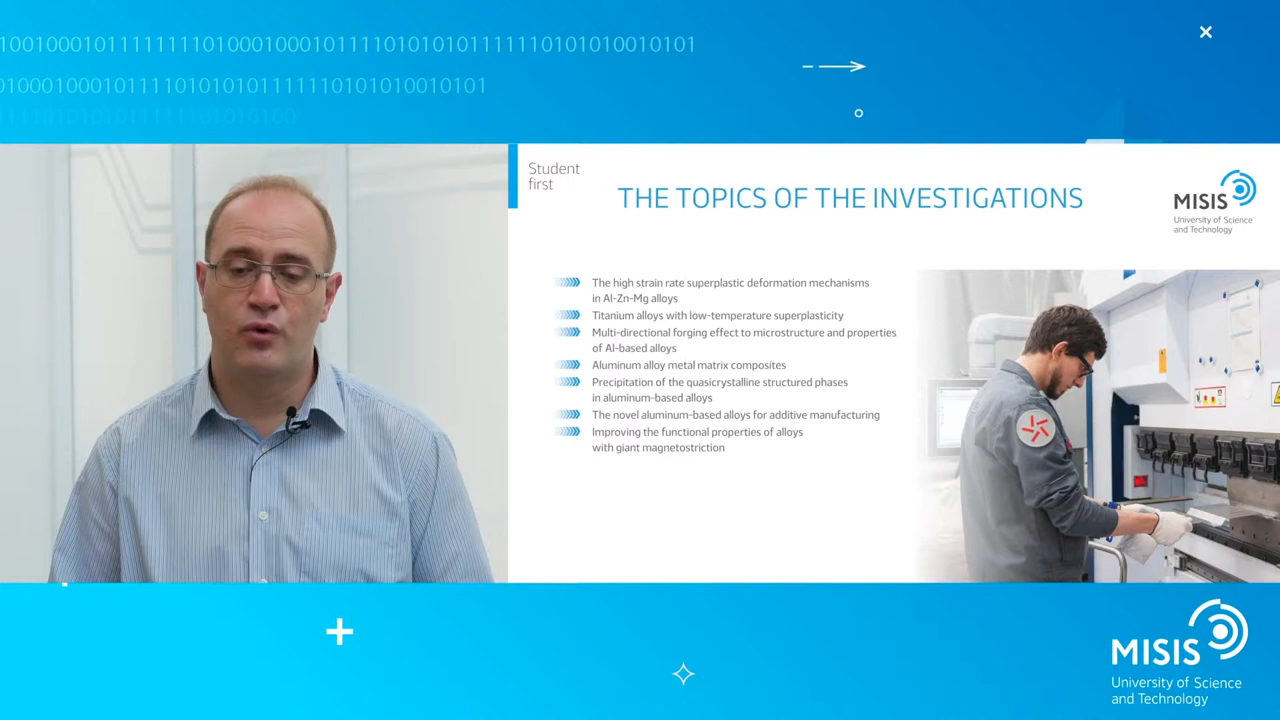 10010001011111111010001000101111010101011111101010100 10101
01000100010111101010101111110101010010101
Student
first
THE TOPICS OF THE INVESTIGATIONS
MISIS
University of Science
and Technology
The high strain rate superplastic deformation mechanisms
in Al-Zn-Mg alloys
Titanium alloys with low-temperature superplasticity
Multi-directional forging effect to microstructure and properties
of Al-based alloys
Aluminum alloy metal matrix composites
Precipitation of the quasicrystalline structured phases
in aluminum-based alloys
The novel aluminum-based alloys for additive manufacturing
Improving the functional properties of alloys
with giant magnetostriction
MISIS
University of Science
and Technology